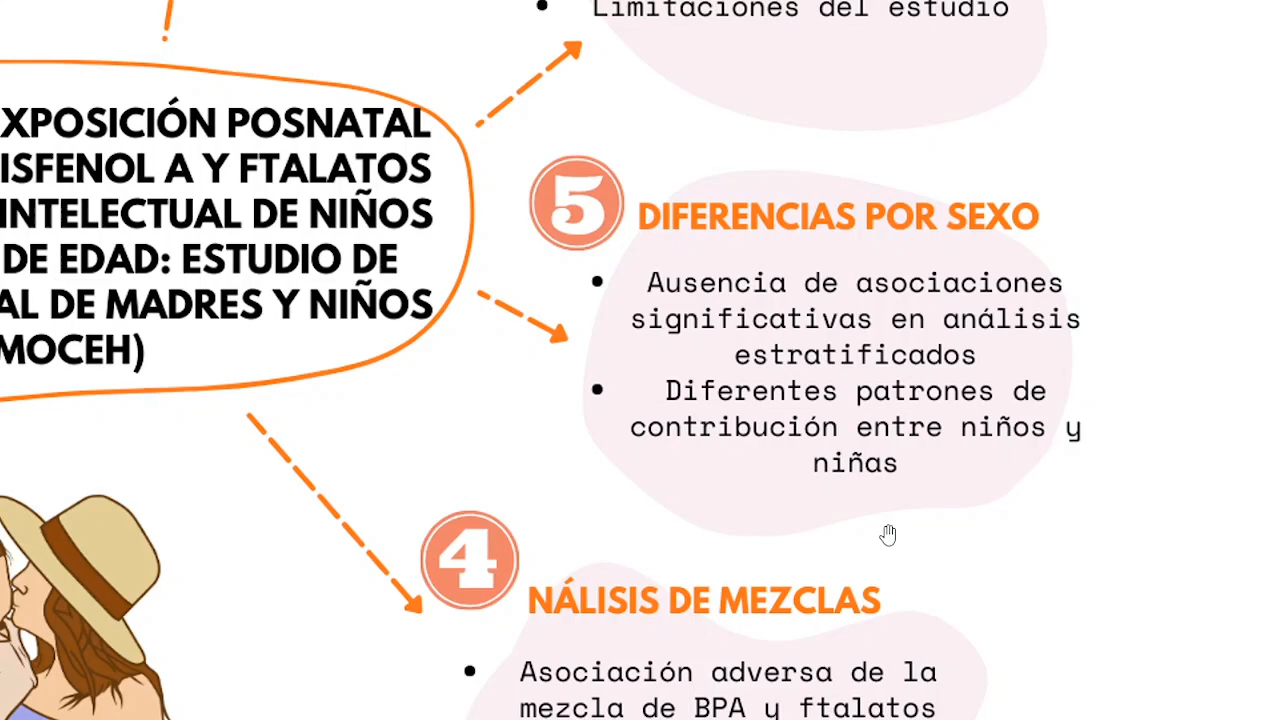 Limitaciones del estudio
XPOSICIÓN POSNATAL
ISFENOL A Y FTALATOS
INTELECTUAL DE NIÑOS
DE EDAD: ESTUDIO DE
AL DE MADRES Y NIÑOS
MOCEH)
5
DIFERENCIAS POR SEXO
• Ausencia de asociaciones
significativas en análisis
estratificados
• Diferentes patrones de
contribución entre niños y
niñas
4
NÁLISIS DE MEZCLAS
• Asociación adversa de la
mezcla de BPA y ftalatos